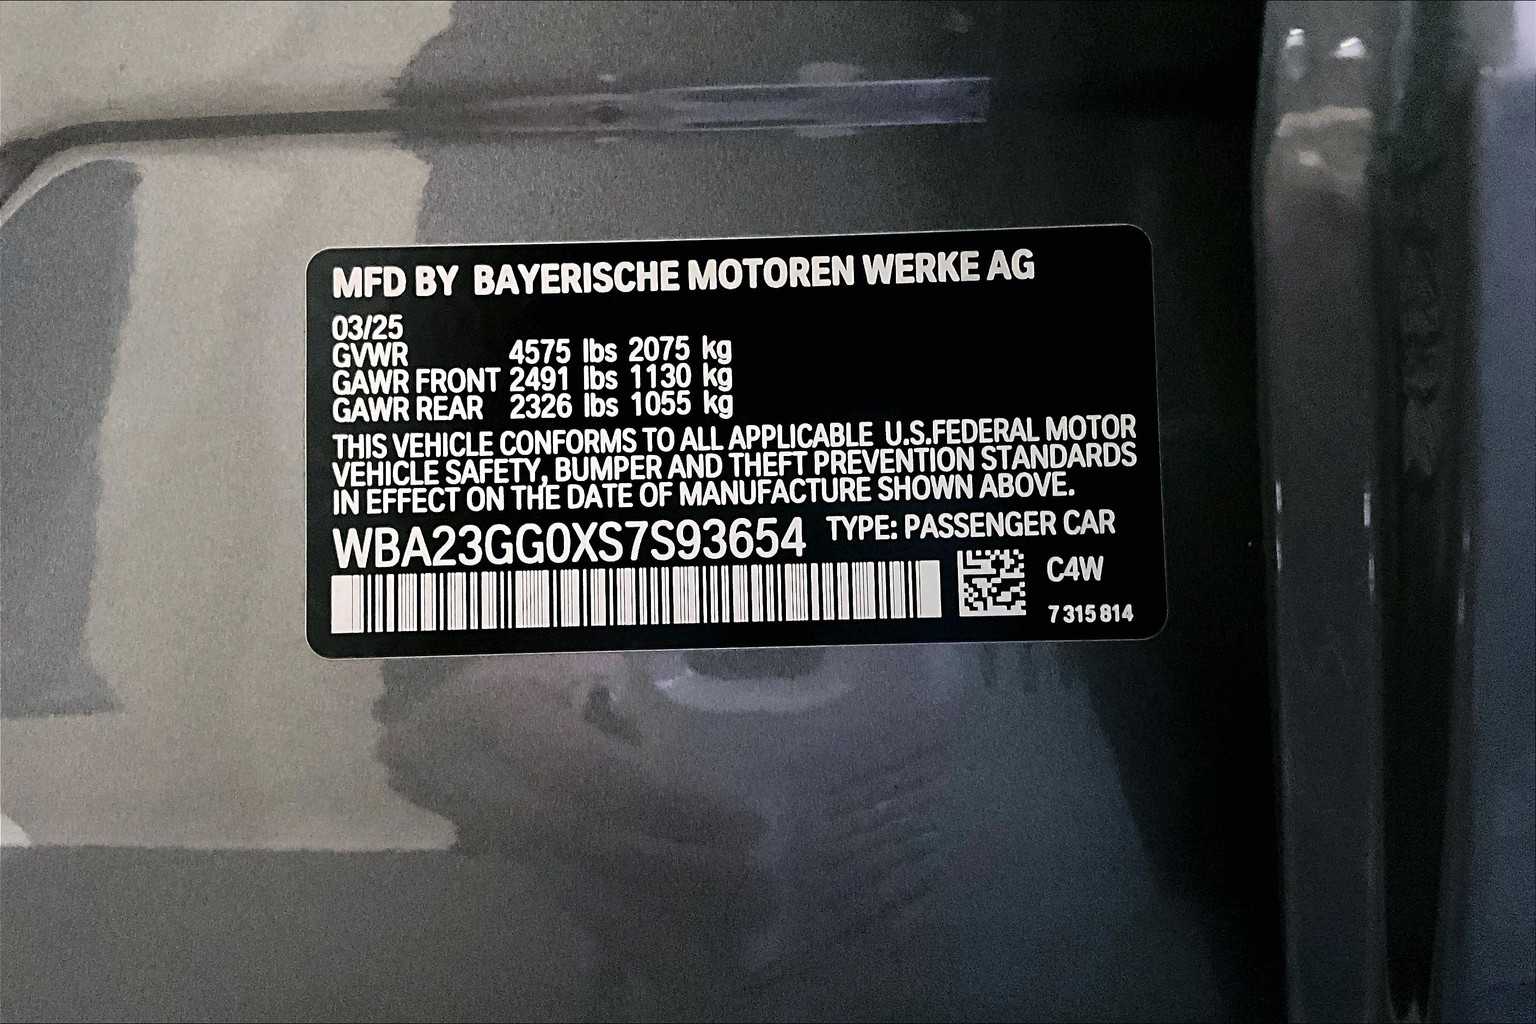 MFD BY BAYERISCHE MOTOREN WERKE AG
03/25
GVWR 4575 lbs 2075 kg
GAWR FRONT 2491 lbs 1130 kg
GAWR REAR 2326 lbs 1055 kg
THIS VEHICLE CONFORMS TO ALL APPLICABLE U.S.FEDERAL MOTOR
VEHICLE SAFETY, BUMPER AND THEFT PREVENTION STANDARDS
IN EFFECT ON THE DATE OF MANUFACTURE SHOWN ABOVE.
WBA23GG0XS7S93654 TYPE: PASSENGER CAR
C4W
7 315 814